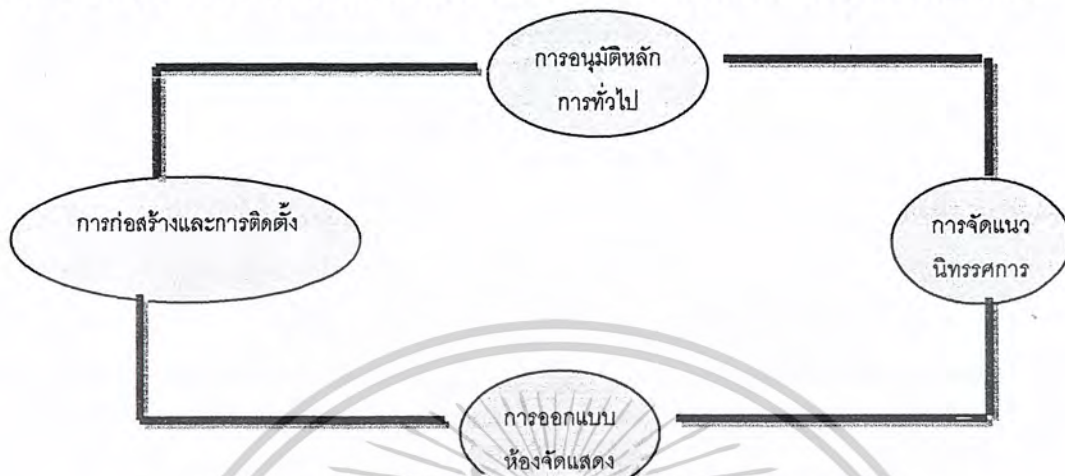 การอนุมัติหลัก
การทั่วไป
การก่อสร้างและการติดตั้ง
การจัดแนว
นิทรรศการ
การออกแบบ
ห้องจัดแสดง